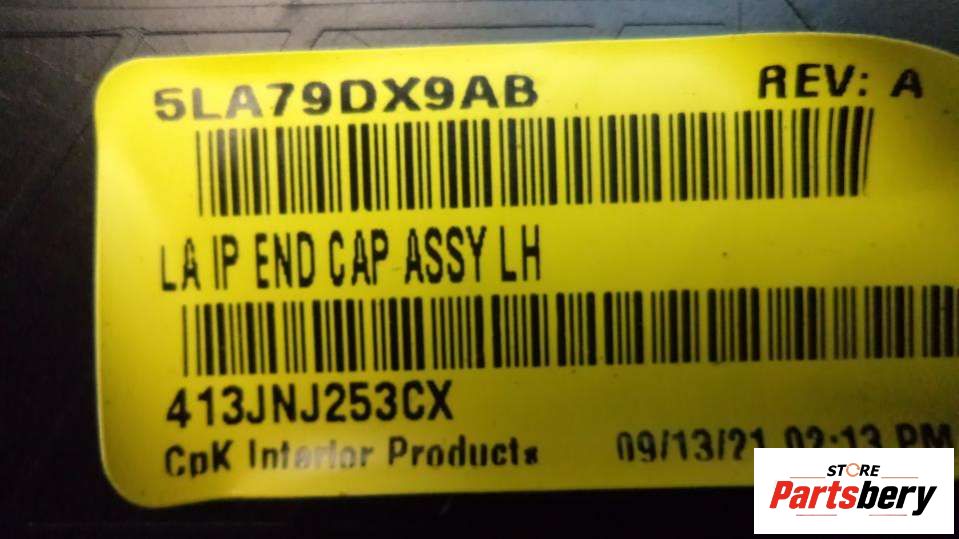 5LA79DX9AB REV: A
LA IP END CAP ASSY LH
413JNJ253CX
CpK Interior Products 09/13/21 02:13 PM
STORE
Partsbery